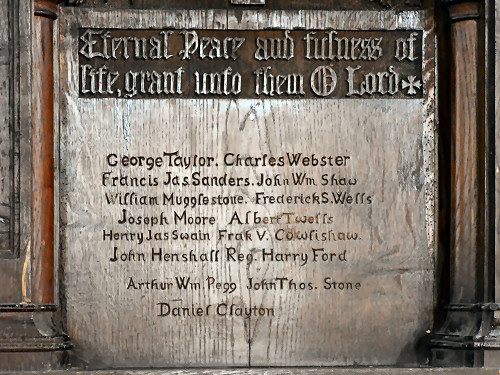 Eternal Peace and fulness of
life, grant unto them O Lord ✠
George Taylor. Charles Webster
Francis Jas Sanders. John Wm Shaw
William Mugglestone. Frederick S. Wells
Joseph Moore Albert Twells
Henry Jas Swain Frak V. Cowlishaw.
John Henshall Reg. Harry Ford
Arthur Wm. Pegg John Thos. Stone
Daniel Clayton